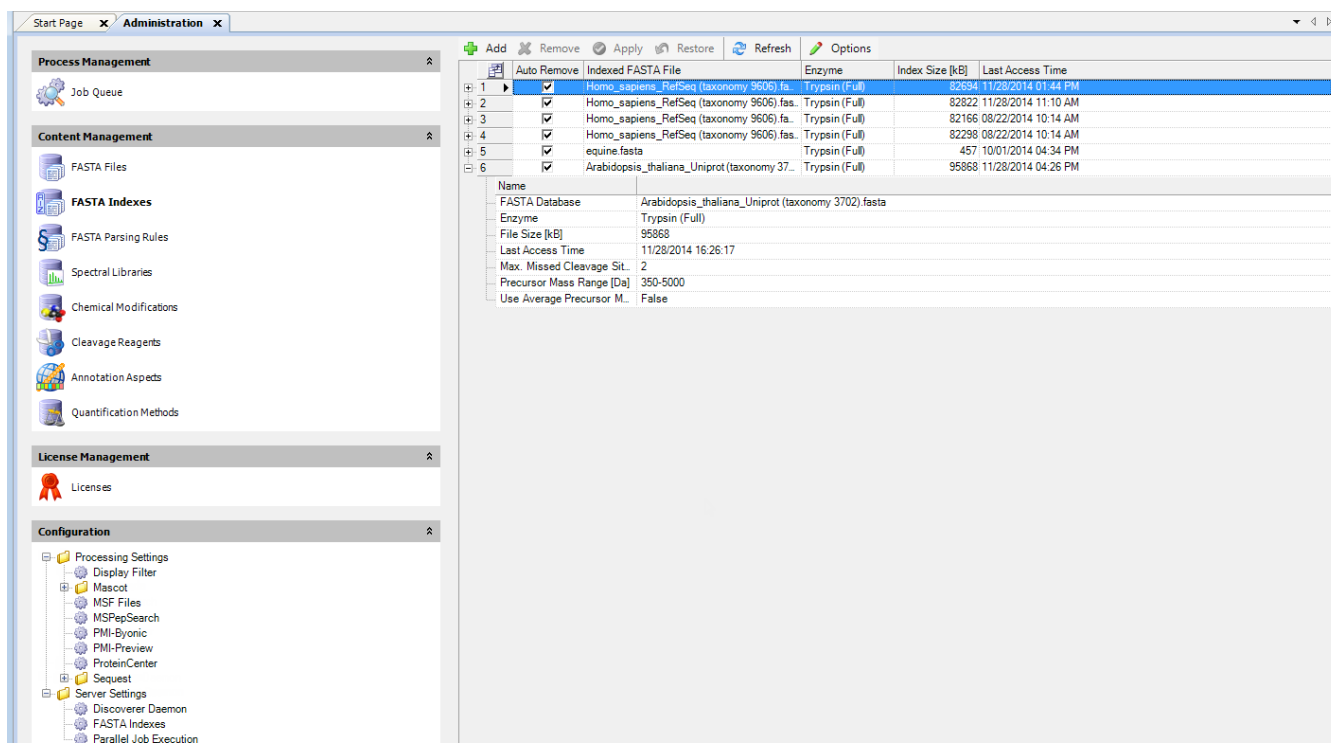 Start Page x Administration x
Process Management
Job Queue
Content Management
FASTA Files
FASTA Indexes
FASTA Parsing Rules
Spectral Libraries
Chemical Modifications
Cleavage Reagents
Annotation Aspects
Quantification Methods
License Management
Licenses
Configuration
Processing Settings
Display Filter
Mascot
MSF Files
MSPepSearch
PMI-Byonic
PMI-Preview
ProteinCenter
Sequest
Server Settings
Discoverer Daemon
FASTA Indexes
Parallel Job Execution
Add Remove Apply Restore Refresh Options
Auto Remove Indexed FASTA File Enzyme Index Size [kB] Last Access Time
1 Homo_sapiens_RefSeq (taxonomy 9606).fa... Trypsin (Full) 82694 11/28/2014 01:44 PM
2 Homo_sapiens_RefSeq (taxonomy 9606).fas... Trypsin (Full) 82822 11/28/2014 11:10 AM
3 Homo_sapiens_RefSeq (taxonomy 9606).fa... Trypsin (Full) 82166 08/22/2014 10:14 AM
4 Homo_sapiens_RefSeq (taxonomy 9606).fas... Trypsin (Full) 82298 08/22/2014 10:14 AM
5 equine.fasta Trypsin (Full) 457 10/01/2014 04:34 PM
6 Arabidopsis_thaliana_Uniprot (taxonomy 37... Trypsin (Full) 95868 11/28/2014 04:26 PM
Name
FASTA Database Arabidopsis_thaliana_Uniprot (taxonomy 3702).fasta
Enzyme Trypsin (Full)
File Size [kB] 95868
Last Access Time 11/28/2014 16:26:17
Max. Missed Cleavage Sit... 2
Precursor Mass Range [Da] 350-5000
Use Average Precursor M... False